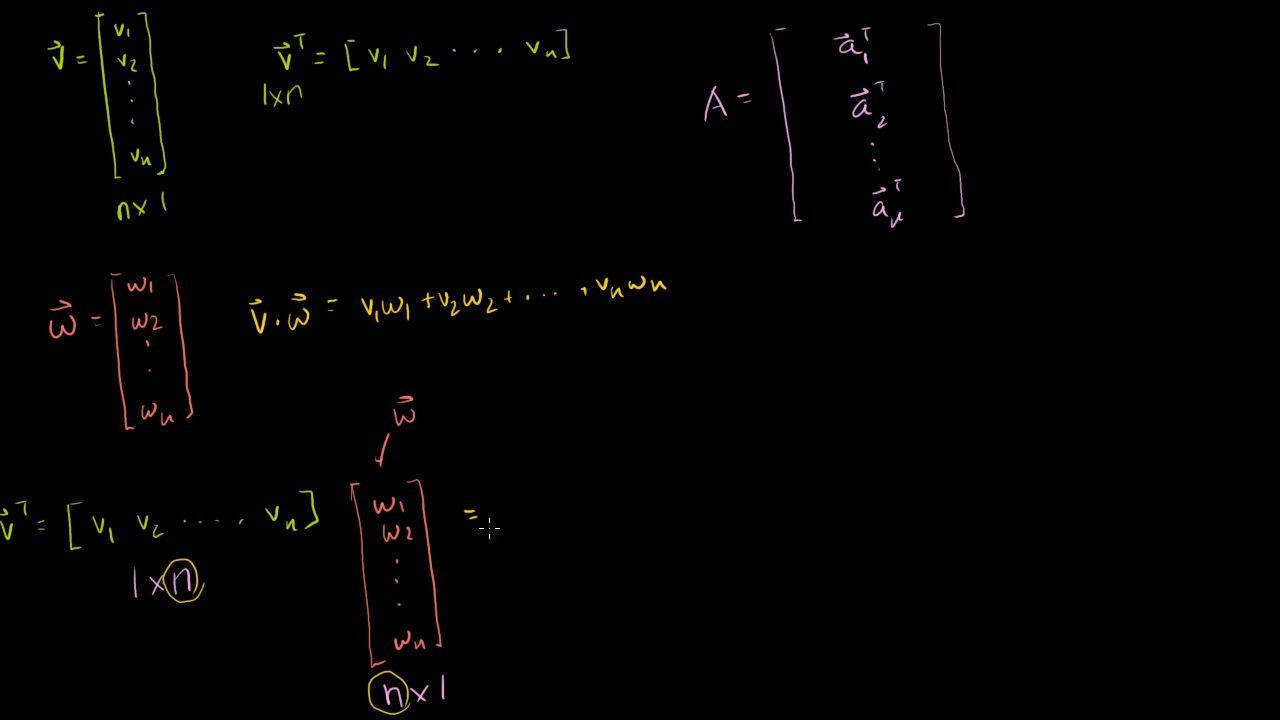 v⃗ = [v₁ v₂ ⋮ vₙ]
n×1
v⃗ᵀ = [v₁ v₂ ⋯ vₙ]
1×n
A = [a⃗₁ᵀ a⃗₂ᵀ ⋮ a⃗ₙᵀ]
w⃗ = [w₁ w₂ ⋮ wₙ]
v⃗·w⃗ = v₁w₁ + v₂w₂ + ⋯ + vₙwₙ
w⃗
v⃗ᵀ = [v₁ v₂ ⋯ vₙ] [w₁ w₂ ⋮ wₙ] =
1×n
n×1